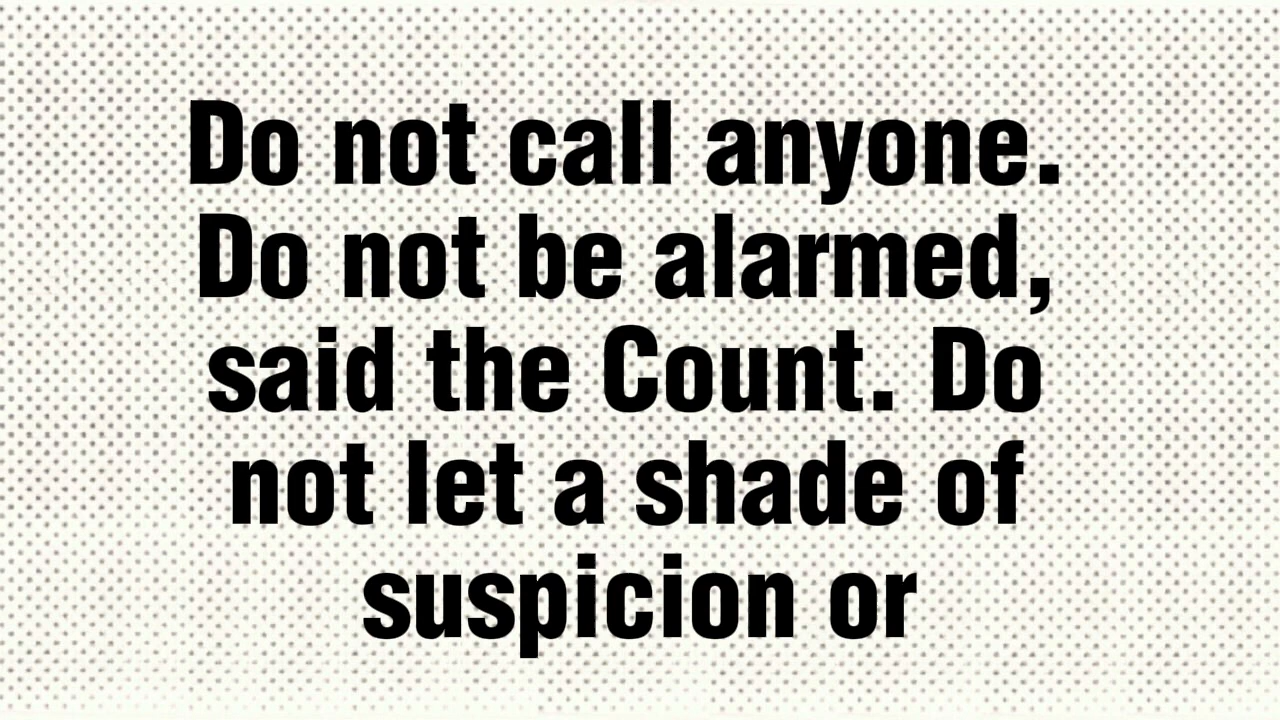 Do not call anyone.
Do not be alarmed,
said the Count. Do
not let a shade of
suspicion or